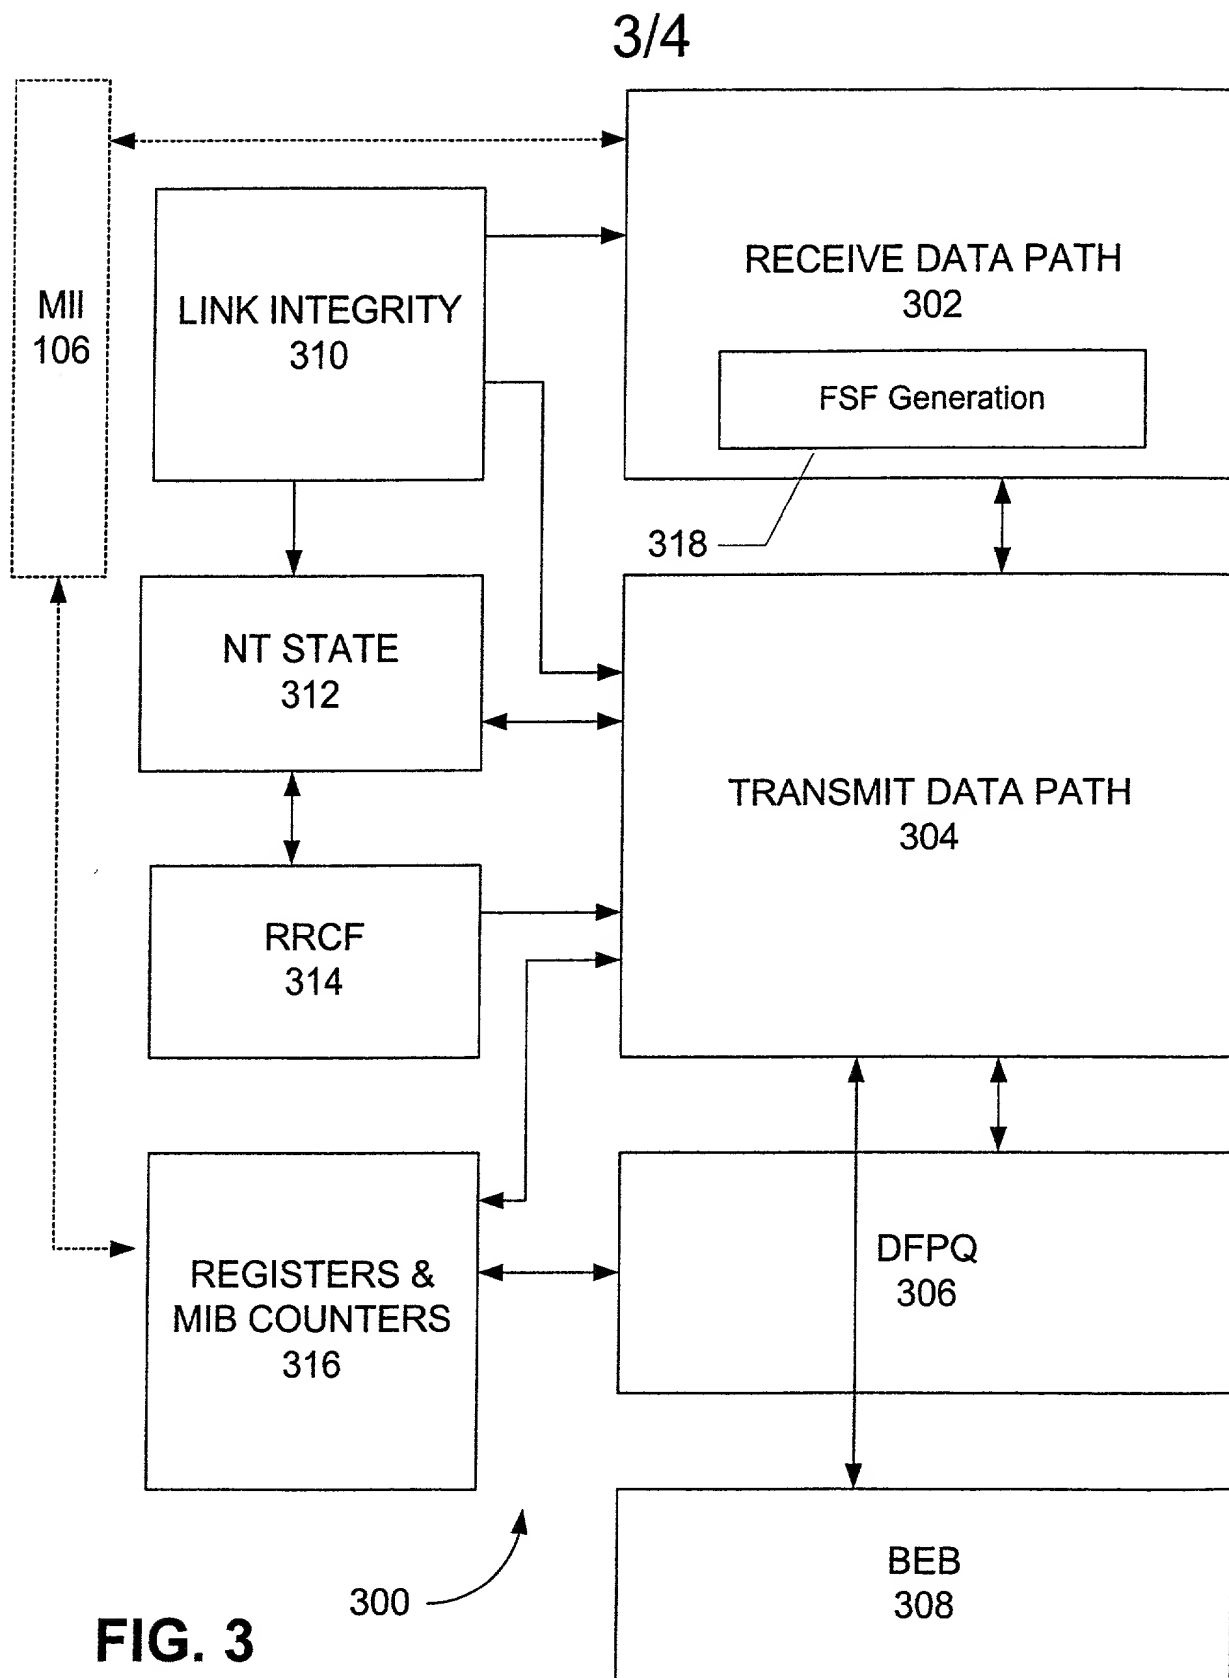 3/4
MII
106
LINK INTEGRITY
310
RECEIVE DATA PATH
302
FSF Generation
318
NT STATE
312
TRANSMIT DATA PATH
304
RRCF
314
REGISTERS &
MIB COUNTERS
316
DFPQ
306
BEB
308
300
FIG. 3